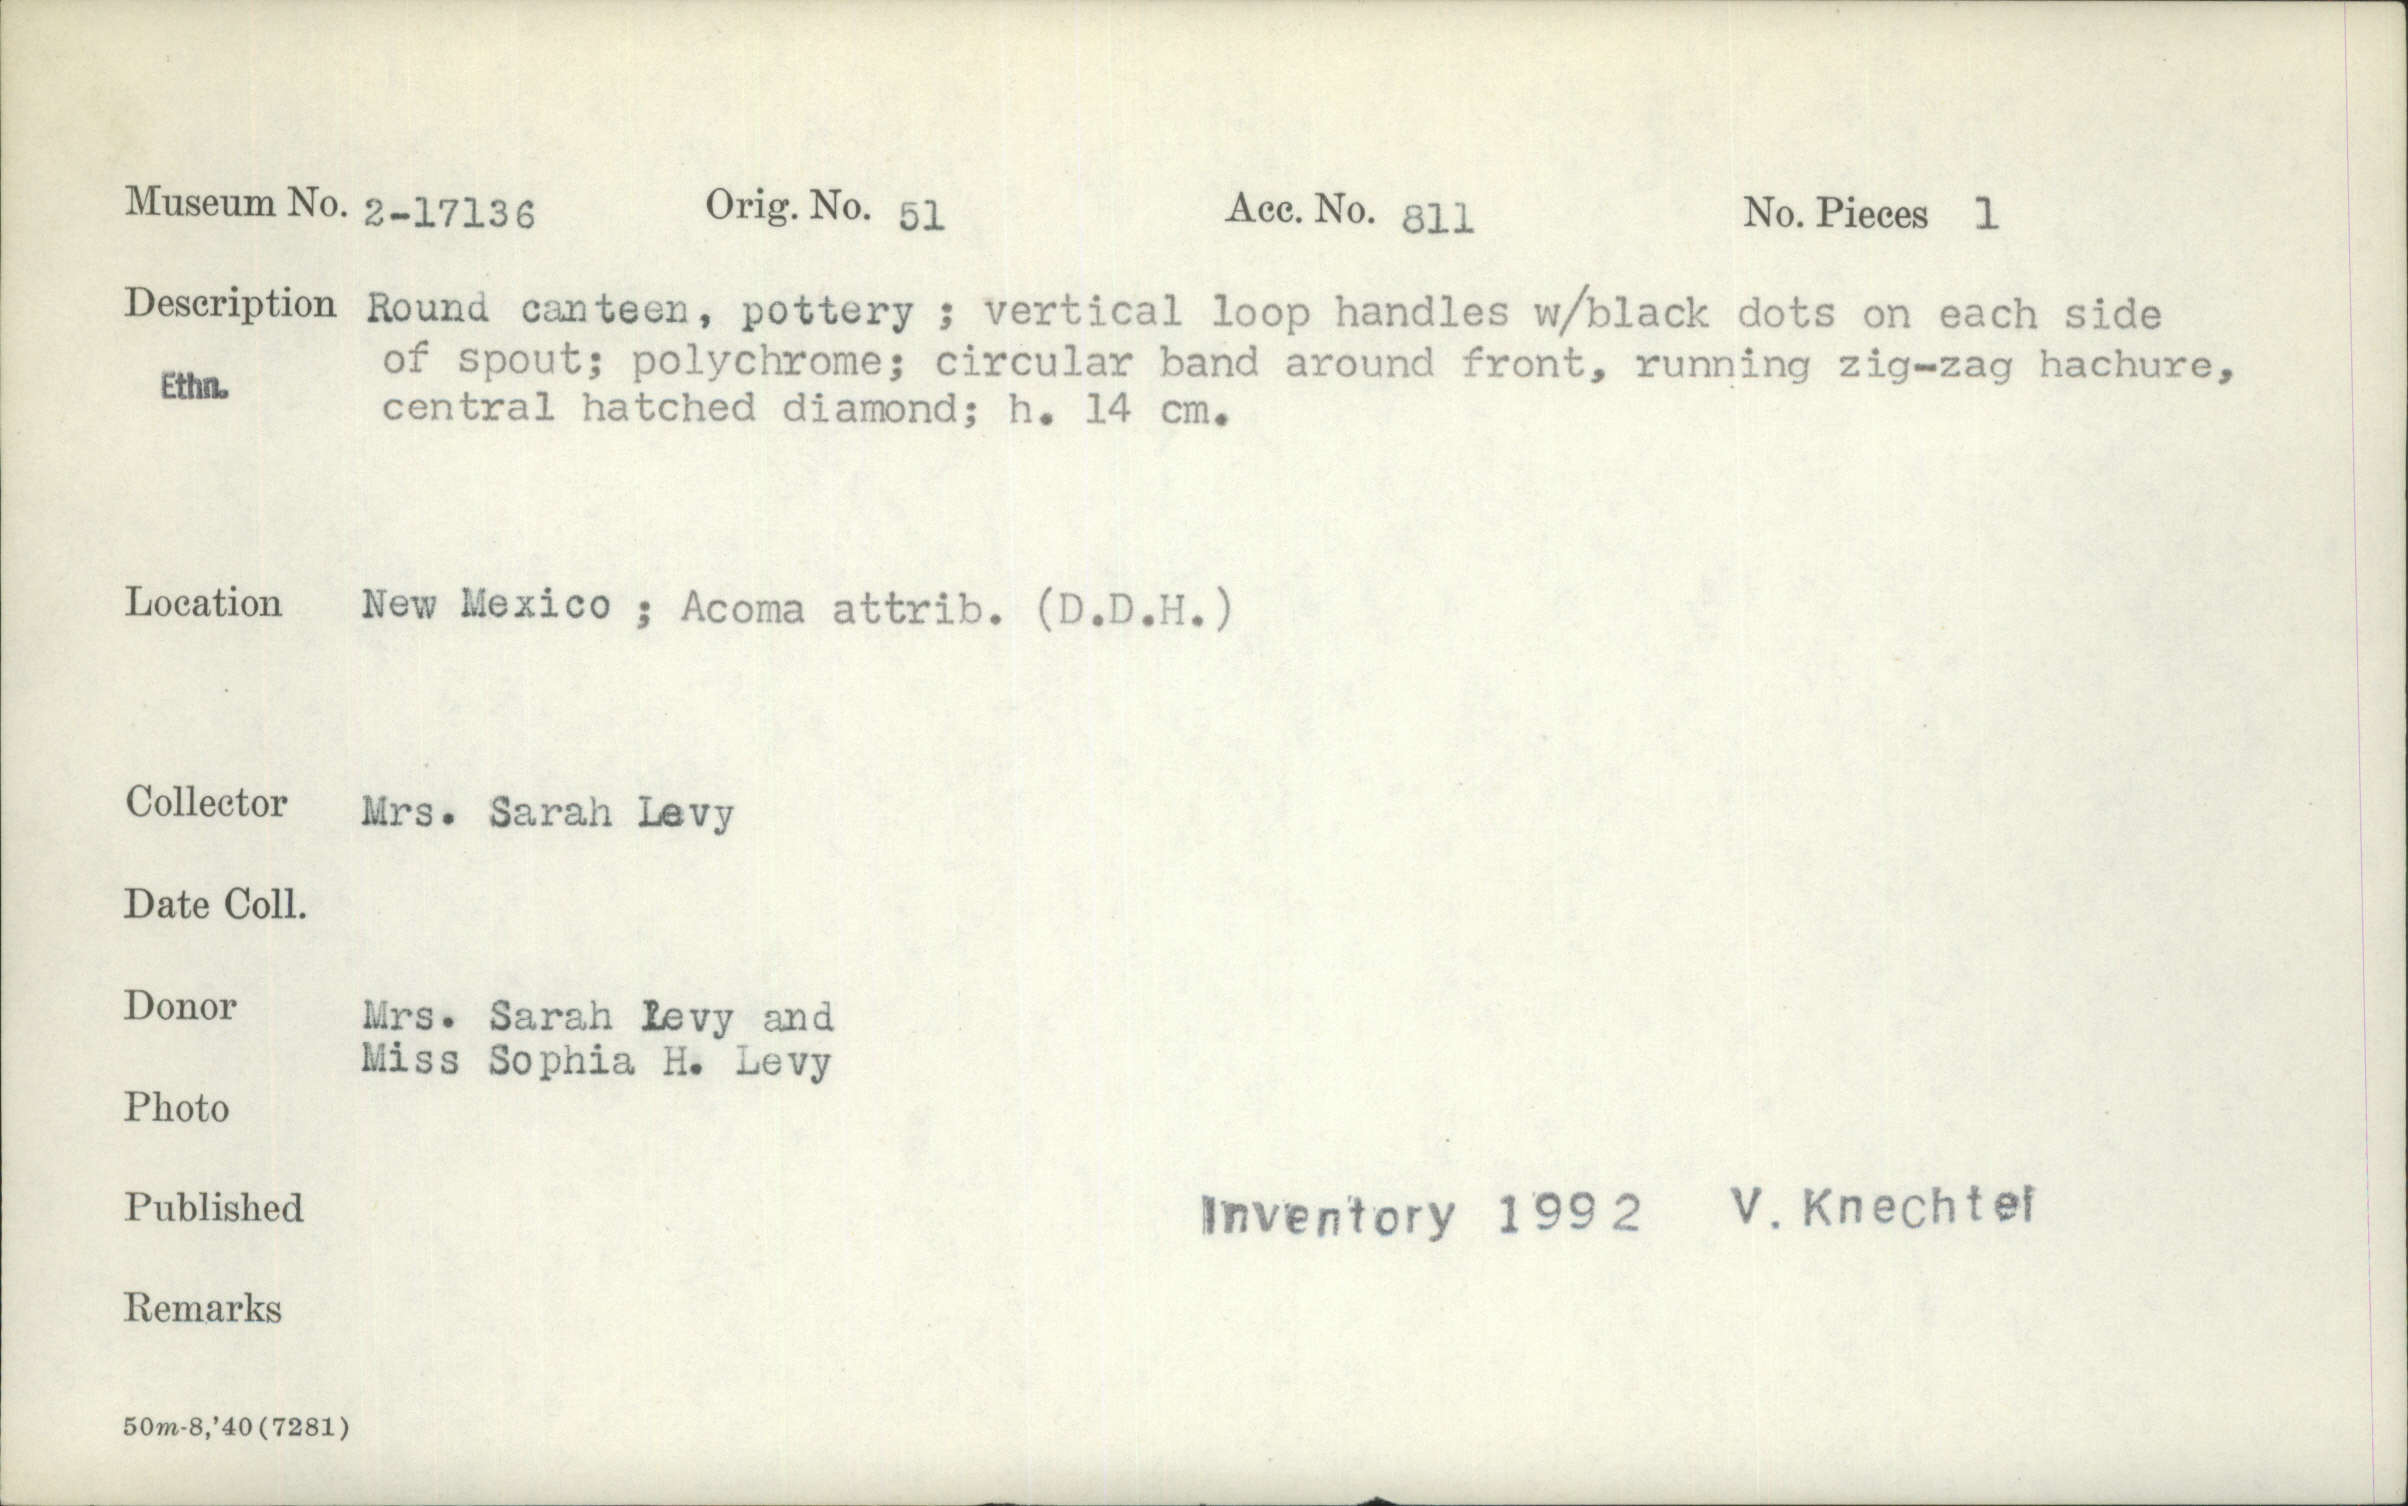 Museum No. 2-17136 Orig. No. 51 Acc. No. 811 No. Pieces 1
Description Round canteen, pottery ; vertical loop handles w/black dots on each side
of spout; polychrome; circular band around front, running zig-zag hachure,
Ethn.
central hatched diamond; h. 14 cm.
Location New Mexico ; Acoma attrib. (D.D.H.)
Collector Mrs. Sarah Levy
Date Coll.
Donor Mrs. Sarah Levy and
Miss Sophia H. Levy
Photo
Published Inventory 1992 V. Knechtel
Remarks
50m-8,'40(7281)